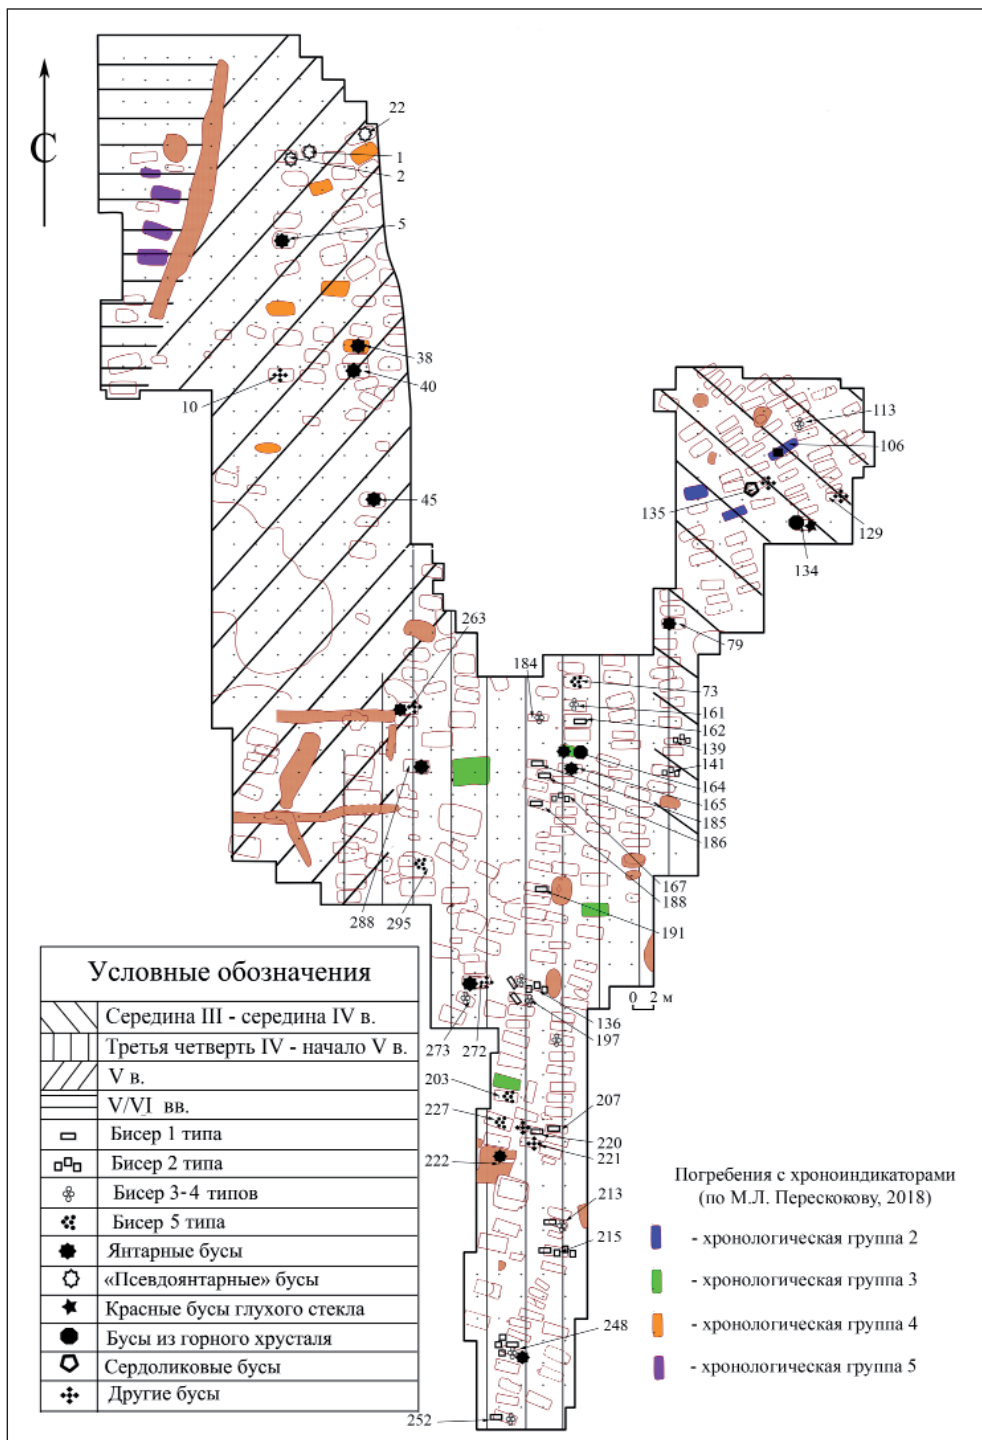 22
С
1
2
5
38
40
10
113
106
45
135
129
134
263
79
184
73
161
162
139
141
164
165
185
186
167
188
288
295
191
Условные обозначения
0 2 м
Середина III - середина IV в.
136
197
273
272
Третья четверть IV - начало V в.
V в.
203
V/VI вв.
227
207
Бисер 1 типа
220
221
Бисер 2 типа
222
Погребения с хроноиндикаторами
(по М.Л. Перескокову, 2018)
Бисер 3-4 типов
213
Бисер 5 типа
215
- хронологическая группа 2
Янтарные бусы
«Псевдоянтарные» бусы
- хронологическая группа 3
Красные бусы глухого стекла
248
- хронологическая группа 4
Бусы из горного хрусталя
Сердоликовые бусы
- хронологическая группа 5
Другие бусы
252